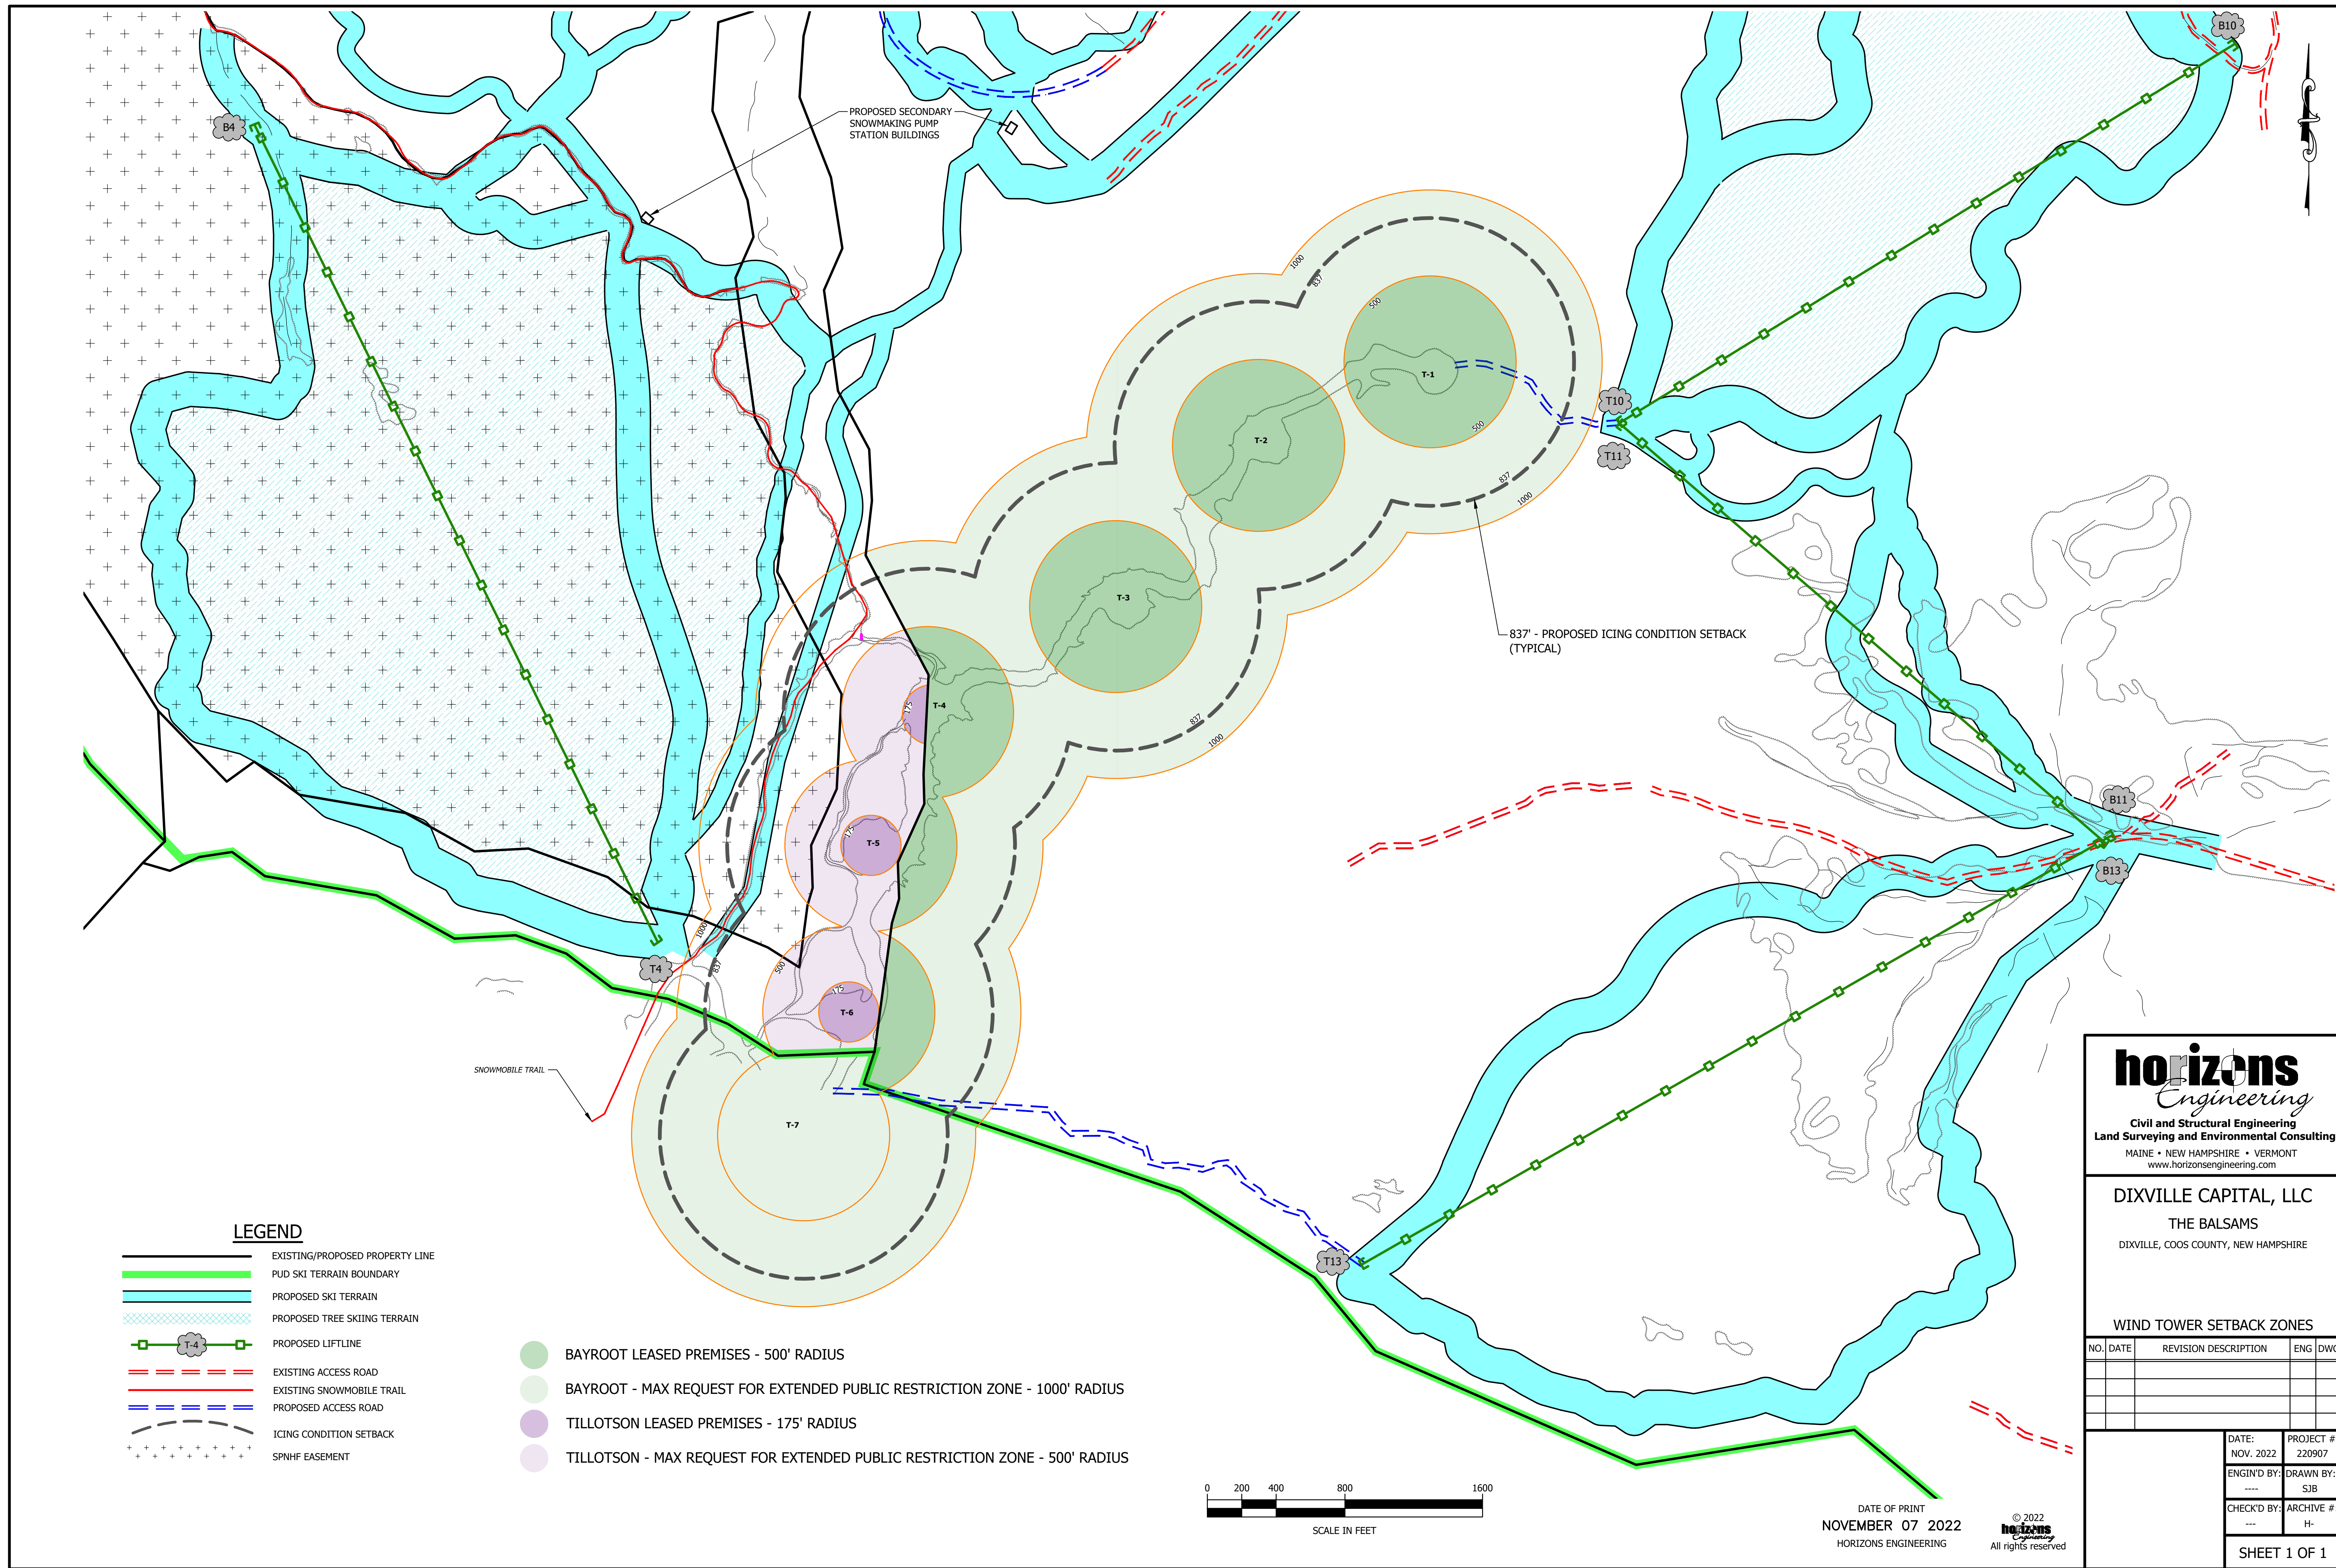 B10
B4
PROPOSED SECONDARY
SNOWMAKING PUMP
STATION BUILDINGS
1000
837
500
T-1
T10
500
T-2
T11
837
1000
T-3
837' - PROPOSED ICING CONDITION SETBACK
(TYPICAL)
175
T-4
837
1000
B11
175
T-5
B13
1000
837
500
T4
175
T-6
SNOWMOBILE TRAIL
T-7
T13
LEGEND
EXISTING/PROPOSED PROPERTY LINE
PUD SKI TERRAIN BOUNDARY
PROPOSED SKI TERRAIN
PROPOSED TREE SKIING TERRAIN
T-4
PROPOSED LIFTLINE
EXISTING ACCESS ROAD
EXISTING SNOWMOBILE TRAIL
PROPOSED ACCESS ROAD
ICING CONDITION SETBACK
SPNHF EASEMENT
BAYROOT LEASED PREMISES - 500' RADIUS
BAYROOT - MAX REQUEST FOR EXTENDED PUBLIC RESTRICTION ZONE - 1000' RADIUS
TILLOTSON LEASED PREMISES - 175' RADIUS
TILLOTSON - MAX REQUEST FOR EXTENDED PUBLIC RESTRICTION ZONE - 500' RADIUS
0 200 400 800 1600
SCALE IN FEET
DATE OF PRINT
NOVEMBER 07 2022
HORIZONS ENGINEERING
© 2022
horizons
Engineering
All rights reserved
horizons
Engineering
Civil and Structural Engineering
Land Surveying and Environmental Consulting
MAINE • NEW HAMPSHIRE • VERMONT
www.horizonsengineering.com
DIXVILLE CAPITAL, LLC
THE BALSAMS
DIXVILLE, COOS COUNTY, NEW HAMPSHIRE
WIND TOWER SETBACK ZONES
NO. DATE REVISION DESCRIPTION ENG DWG
DATE: PROJECT #
NOV. 2022 220907
ENGIN'D BY: DRAWN BY:
---- SJB
CHECK'D BY: ARCHIVE #
--- H-
SHEET 1 OF 1